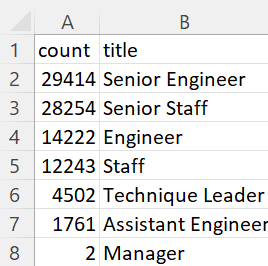 A B
1 count title
2 29414 Senior Engineer
3 28254 Senior Staff
4 14222 Engineer
5 12243 Staff
6 4502 Technique Leader
7 1761 Assistant Engineer
8 2 Manager